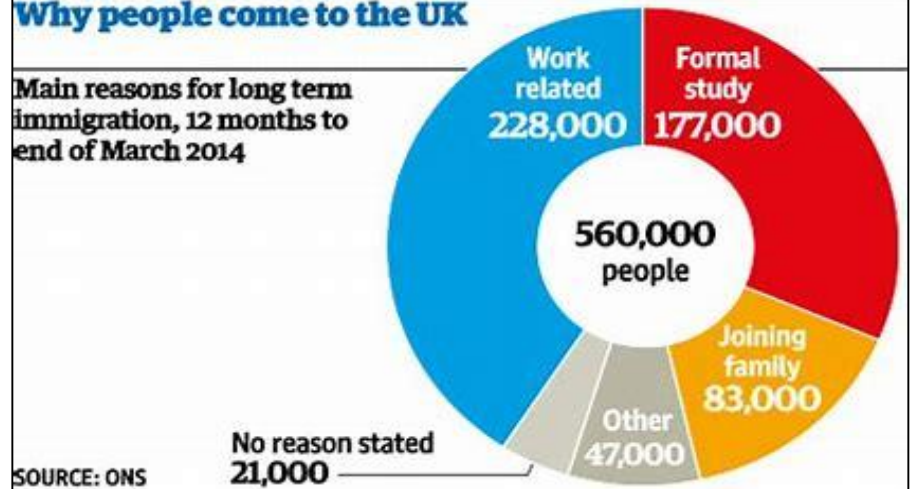 Why people come to the UK
Main reasons for long term
immigration, 12 months to
end of March 2014
Work
related
228,000
Formal
study
177,000
560,000
people
Joining
family
83,000
Other
47,000
No reason stated
21,000
SOURCE: ONS